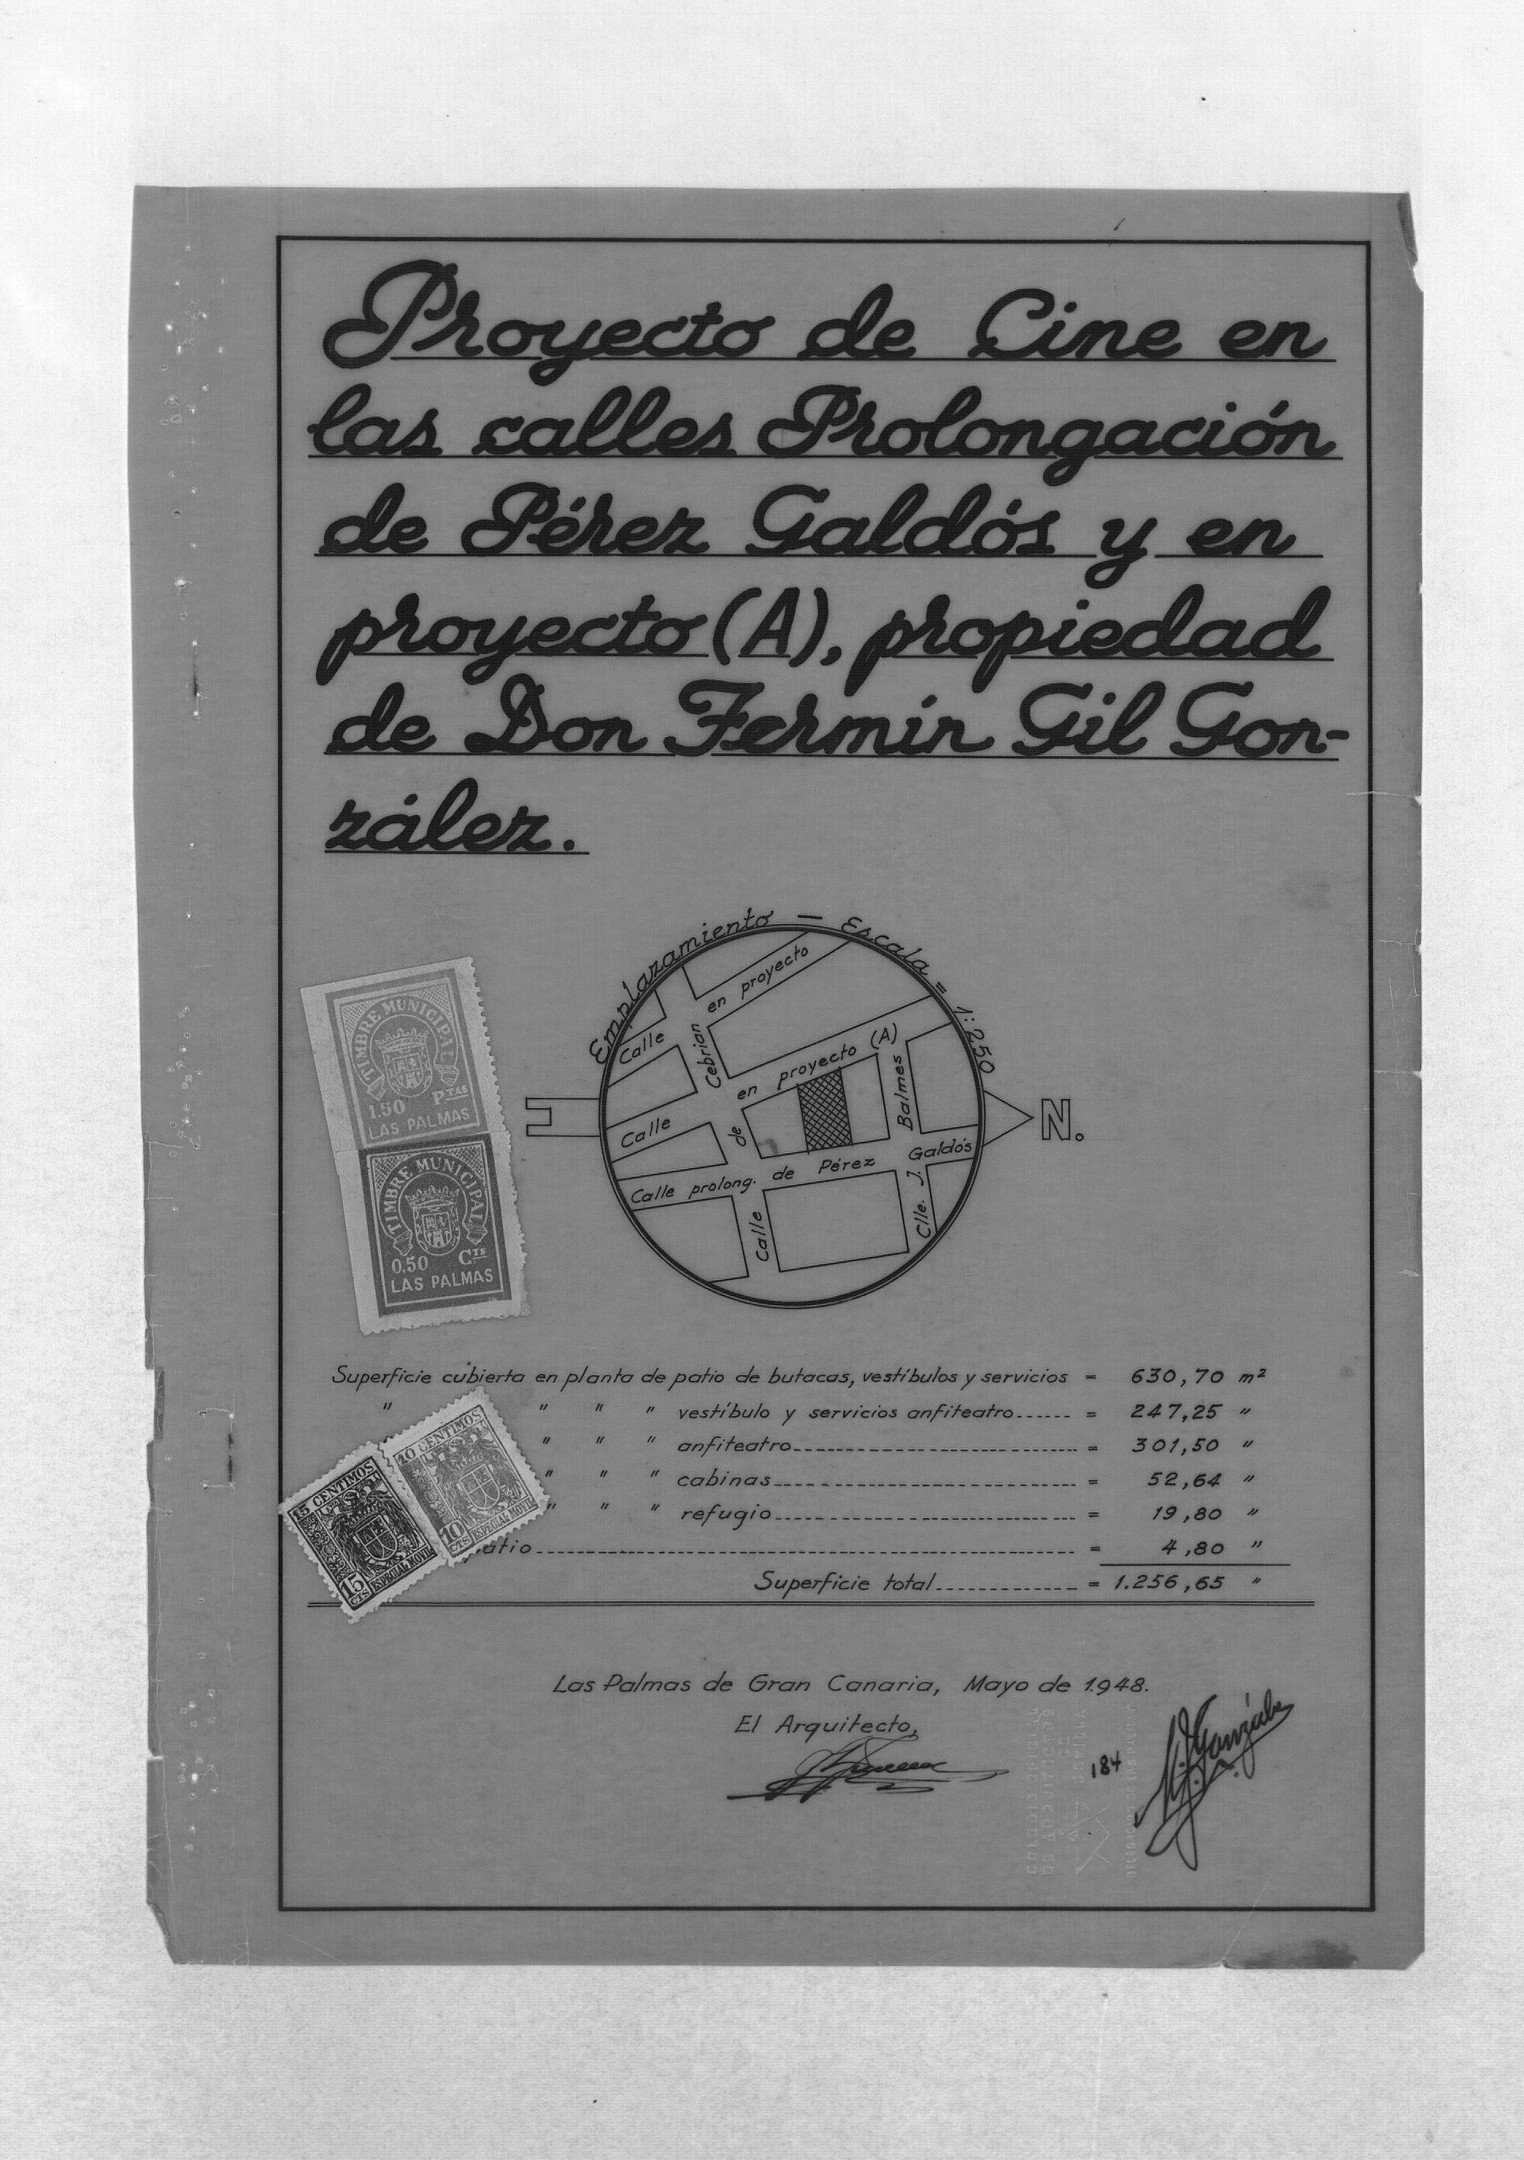 Proyecto de Cine en
las calles Prolongación
de Pérez Galdós y en
proyecto (A), propiedad
de Don Fermín Gil Gon-
zález.
Emplazamiento — Escala = 1:250
Calle en proyecto
Cebrian
Calle en proyecto (A)
de
Balmes
N.
Calle prolong. de Pérez Galdós
Calle
Clle. J.
TIMBRE MUNICIPAL
1.50 PTAS
LAS PALMAS
TIMBRE MUNICIPAL
0.50 CTS
LAS PALMAS
Superficie cubierta en planta de patio de butacas, vestíbulos y servicios = 630,70 m²
" " " " vestíbulo y servicios anfiteatro = 247,25 "
" " " anfiteatro = 301,50 "
" " " cabinas = 52,64 "
" " " refugio = 19,80 "
patio = 4,80 "
Superficie total = 1.256,65 "
10 CENTIMOS
10 CTS ESPECIAL MOVIL
15 CENTIMOS
15 CTS ESPECIAL MOVIL
Las Palmas de Gran Canaria, Mayo de 1.948.
El Arquitecto,
184